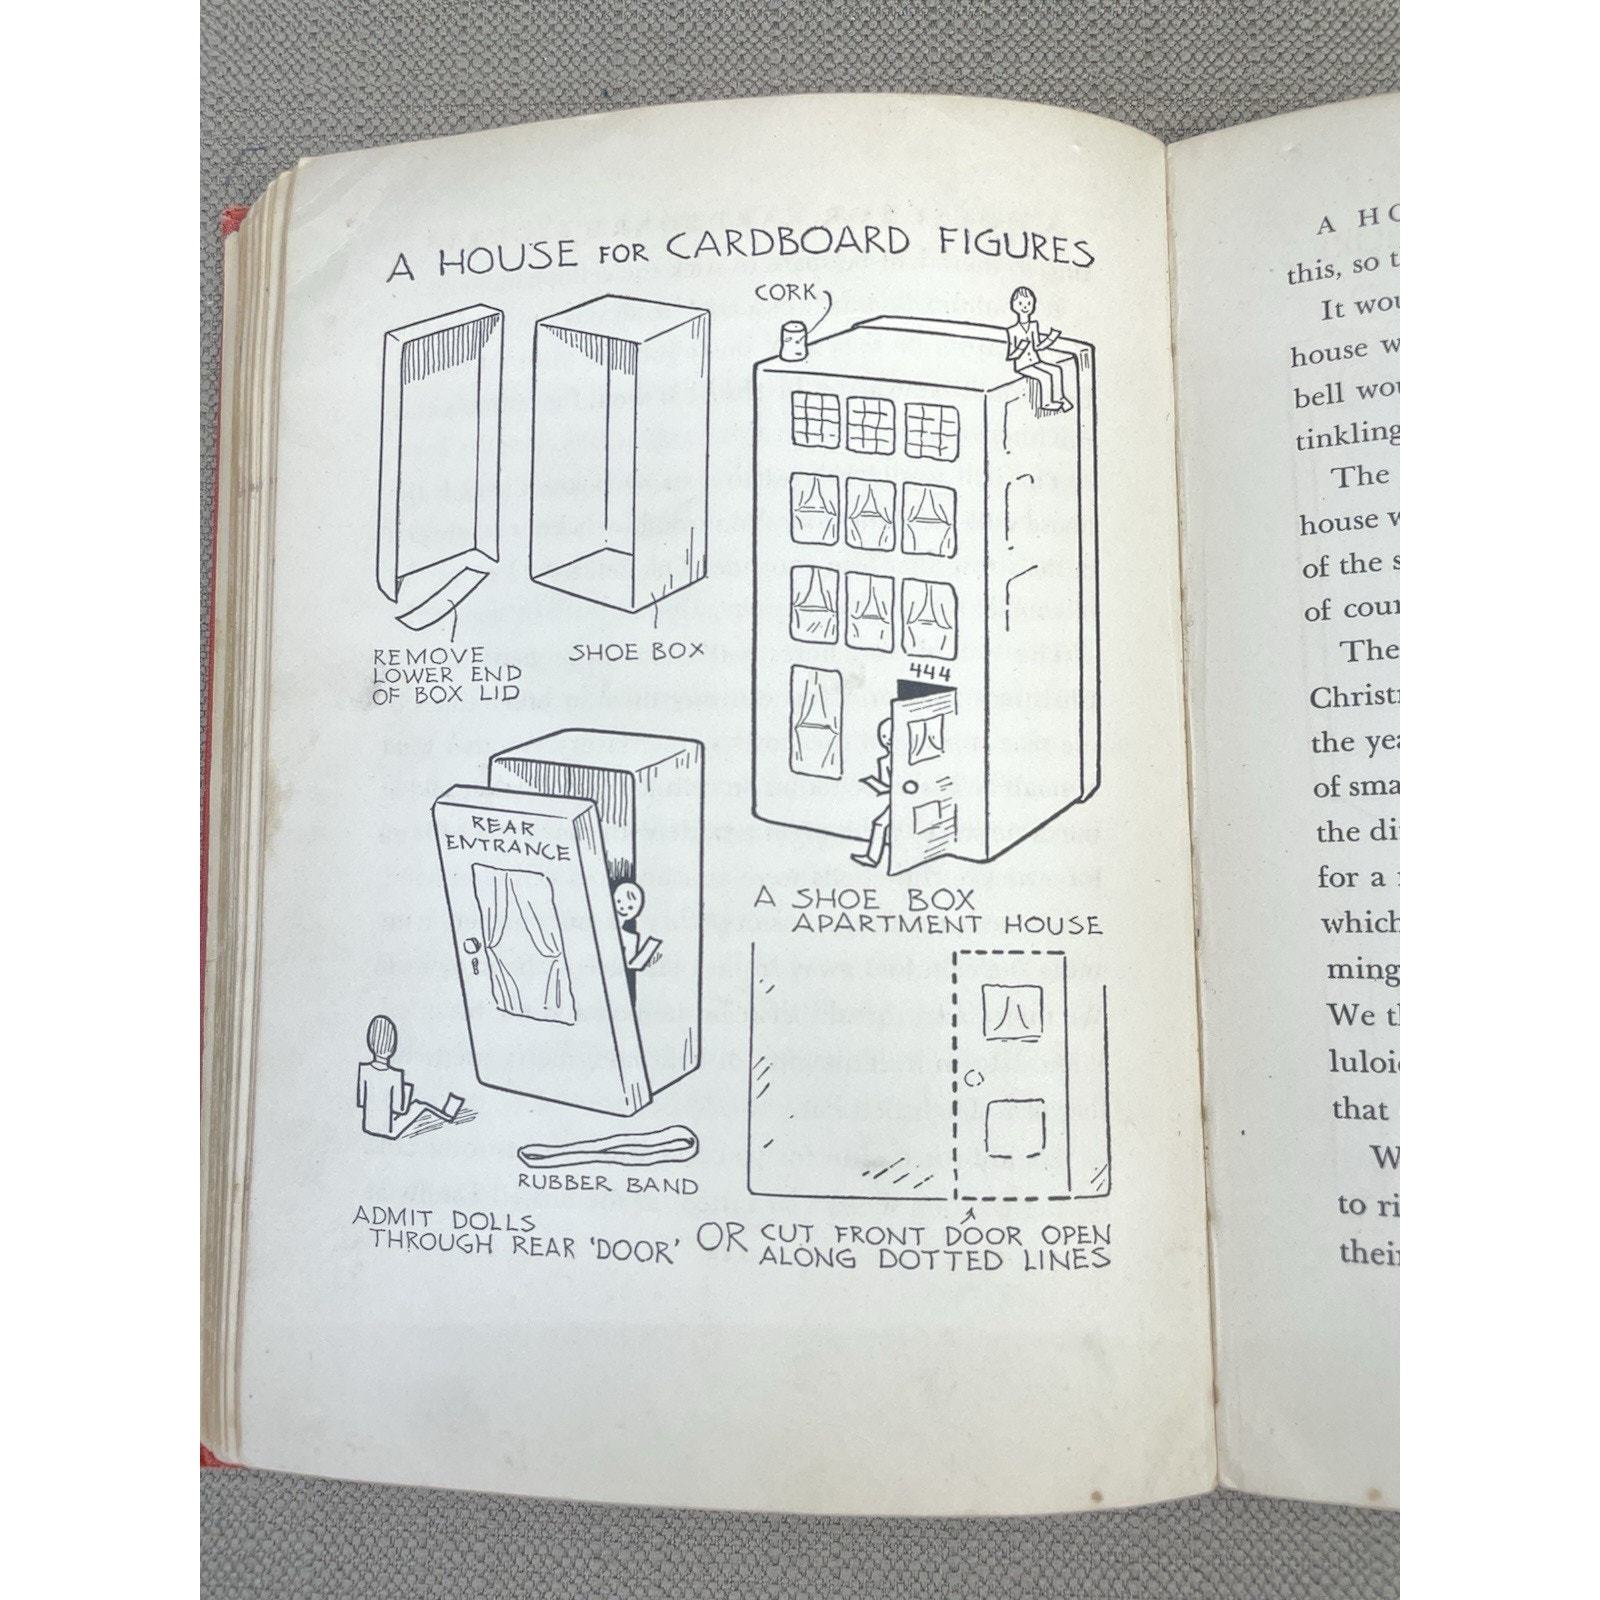 A HOUSE FOR CARDBOARD FIGURES
CORK
REMOVE
LOWER END
OF BOX LID
SHOE BOX
444
A SHOE BOX
APARTMENT HOUSE
REAR
ENTRANCE
RUBBER BAND
ADMIT DOLLS
THROUGH REAR 'DOOR'
OR CUT FRONT DOOR OPEN
ALONG DOTTED LINES
A HO
this, so t
It wou
house w
bell wou
tinkling
The
house w
of the s
of cour
The
Christ
the yea
of sma
the di
for a
which
ming
We t
luloi
that
W
to ri
their